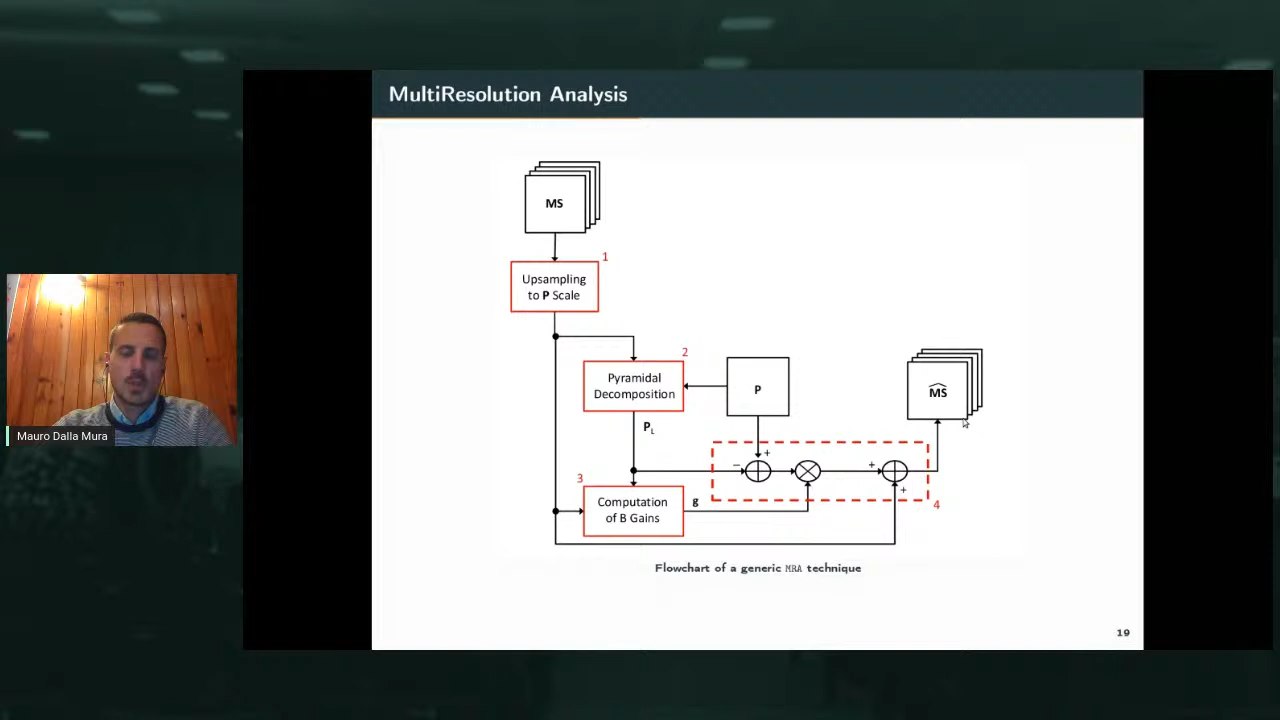 MultiResolution Analysis
MS
1
Upsampling
to P Scale
2
Pyramidal
Decomposition
P
M̂S
P_L
+
−
+
+
3
Computation
of B Gains
g
4
Flowchart of a generic MRA technique
19
Mauro Dalla Mura